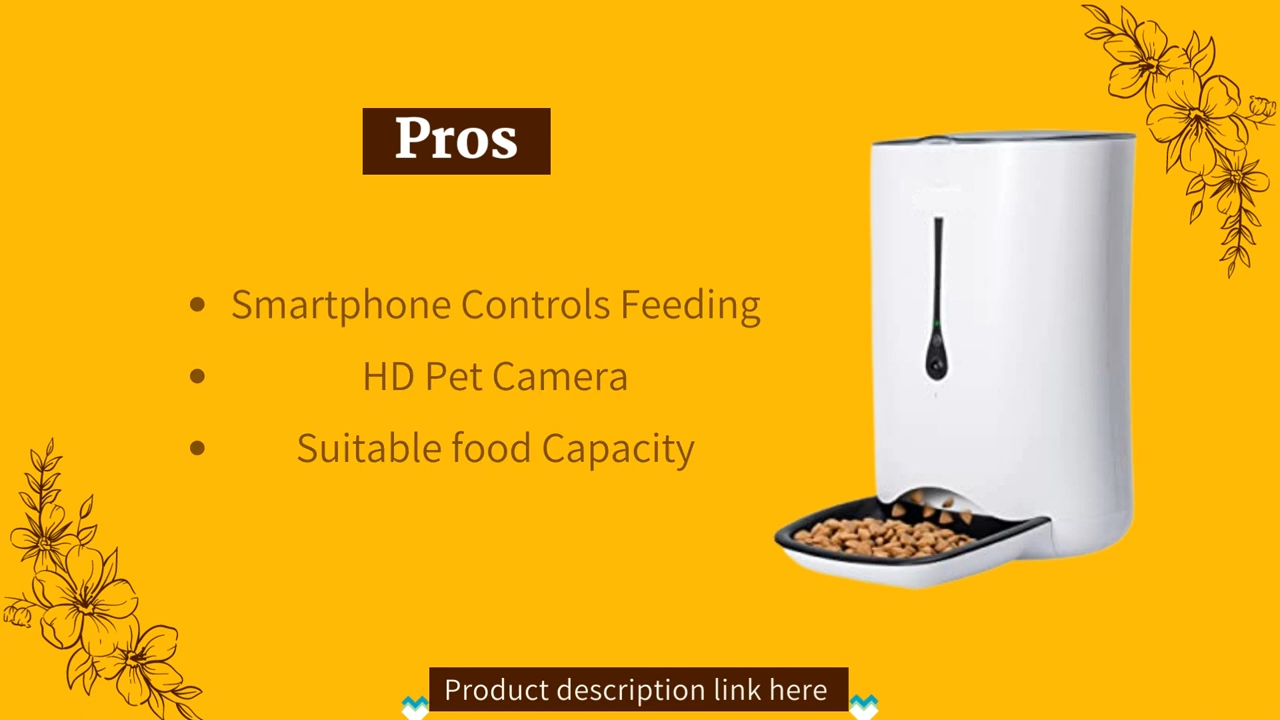 Pros
Smartphone Controls Feeding
HD Pet Camera
Suitable food Capacity
Product description link here